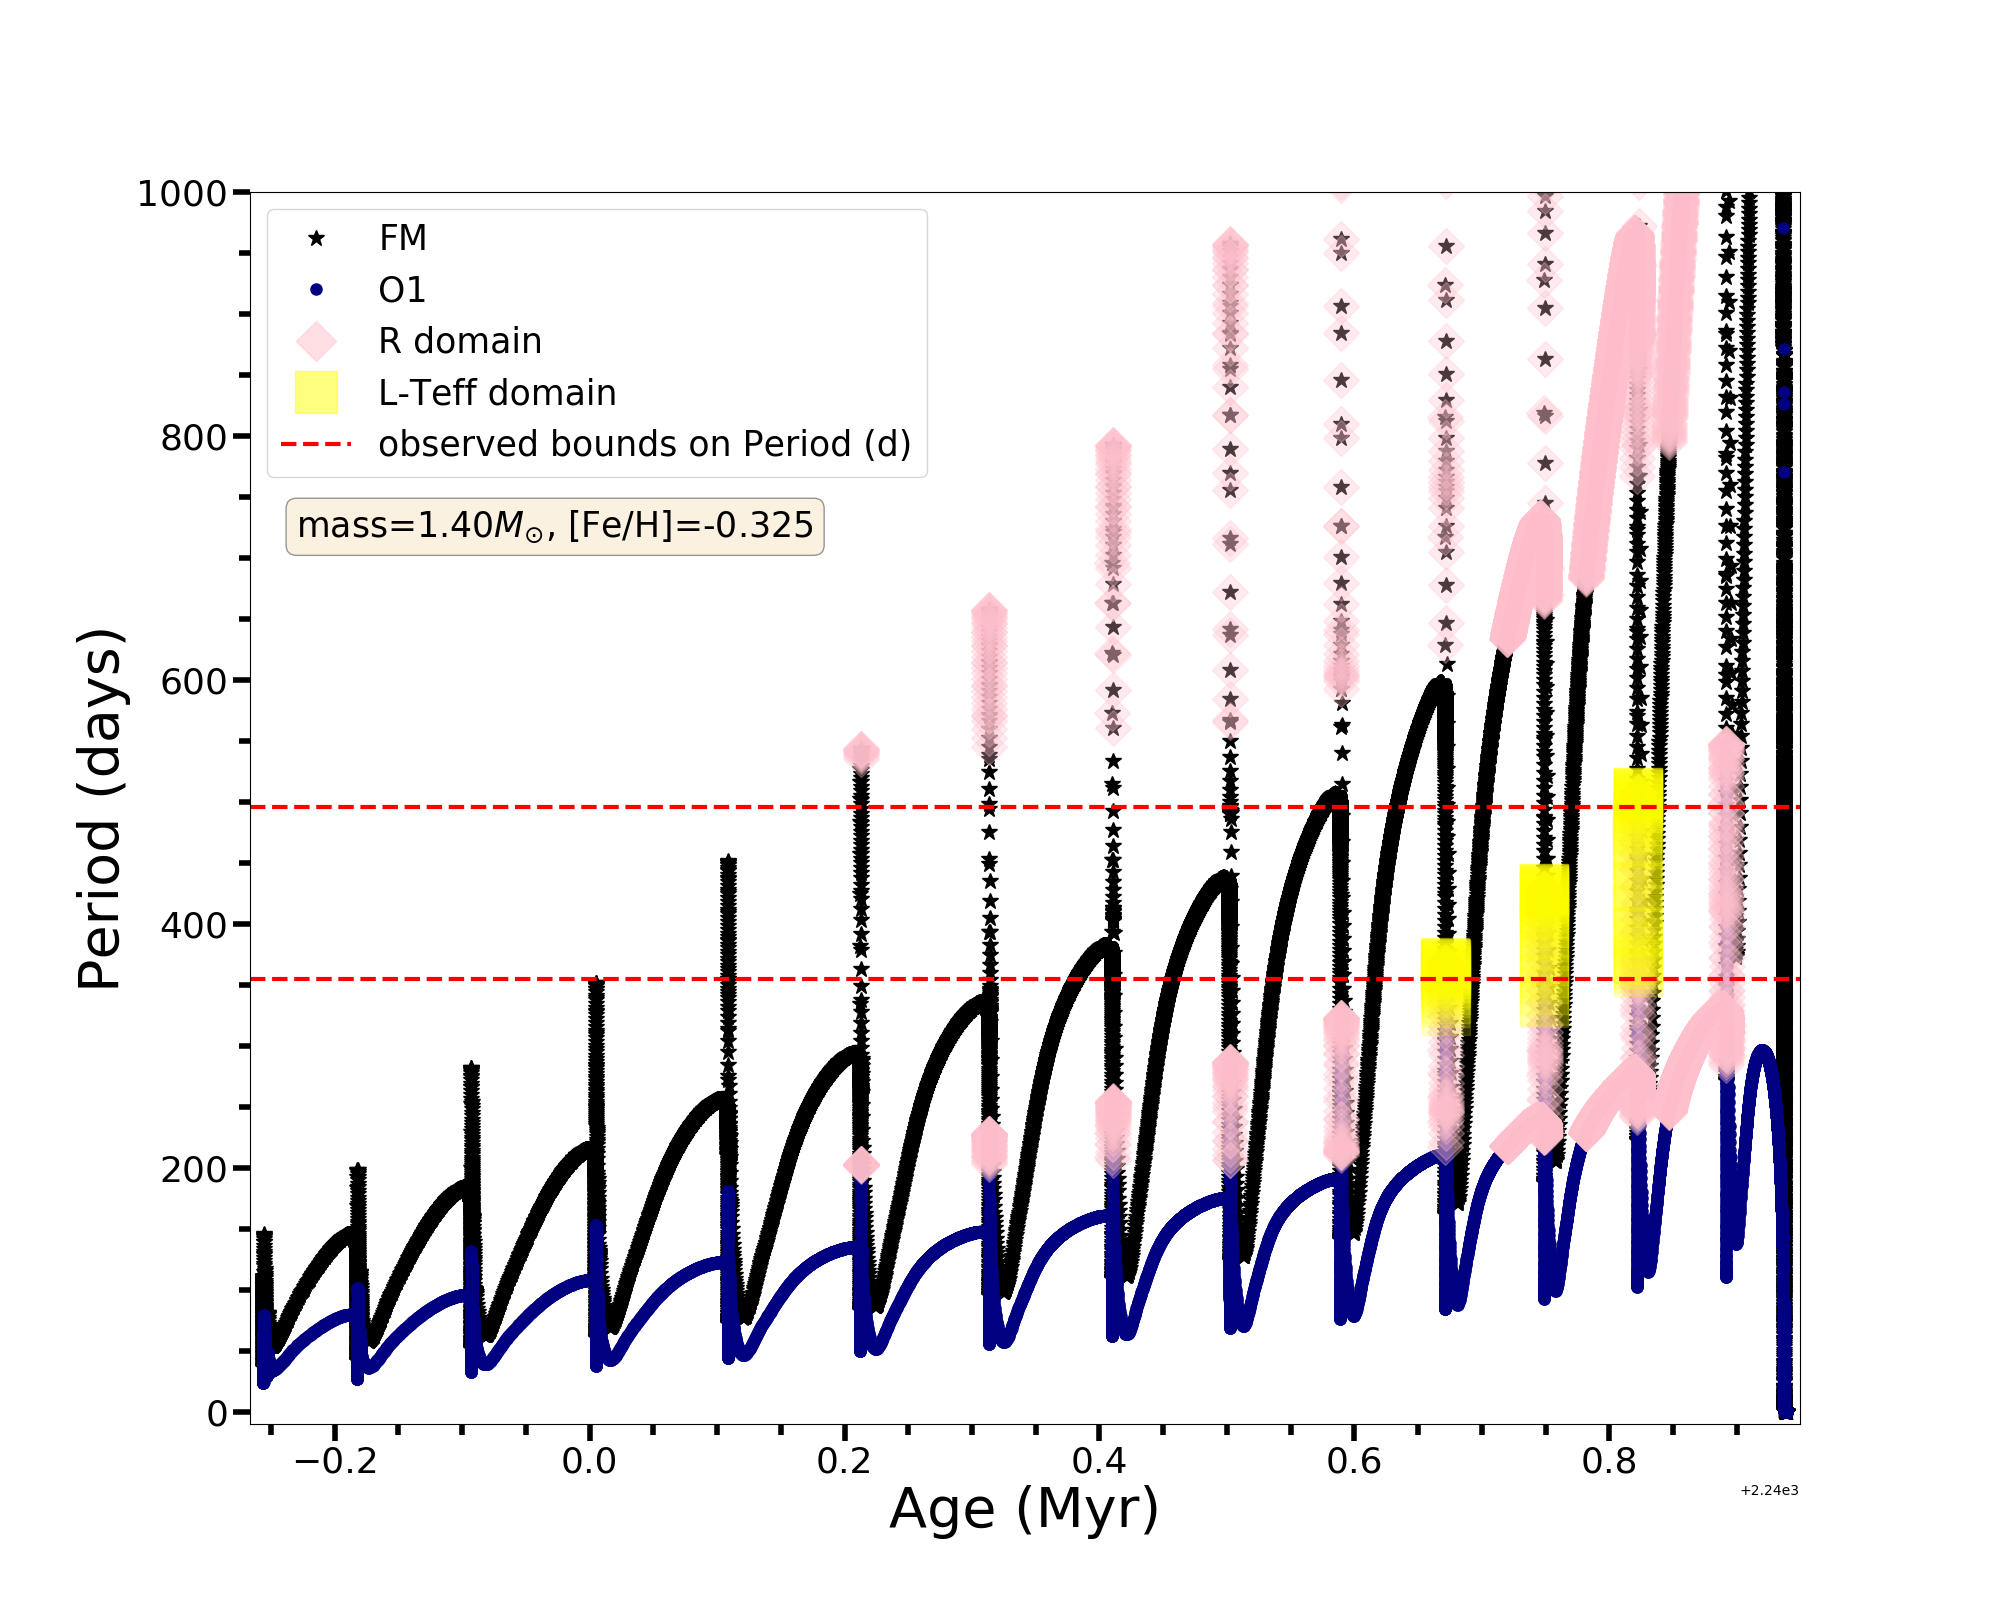 1000
800
600
400
200
0
Period (days)
FM
O1
R domain
L-Teff domain
observed bounds on Period (d)
mass=1.40M⊙, [Fe/H]=-0.325
−0.2 0.0 0.2 0.4 0.6 0.8
+2.24e3
Age (Myr)